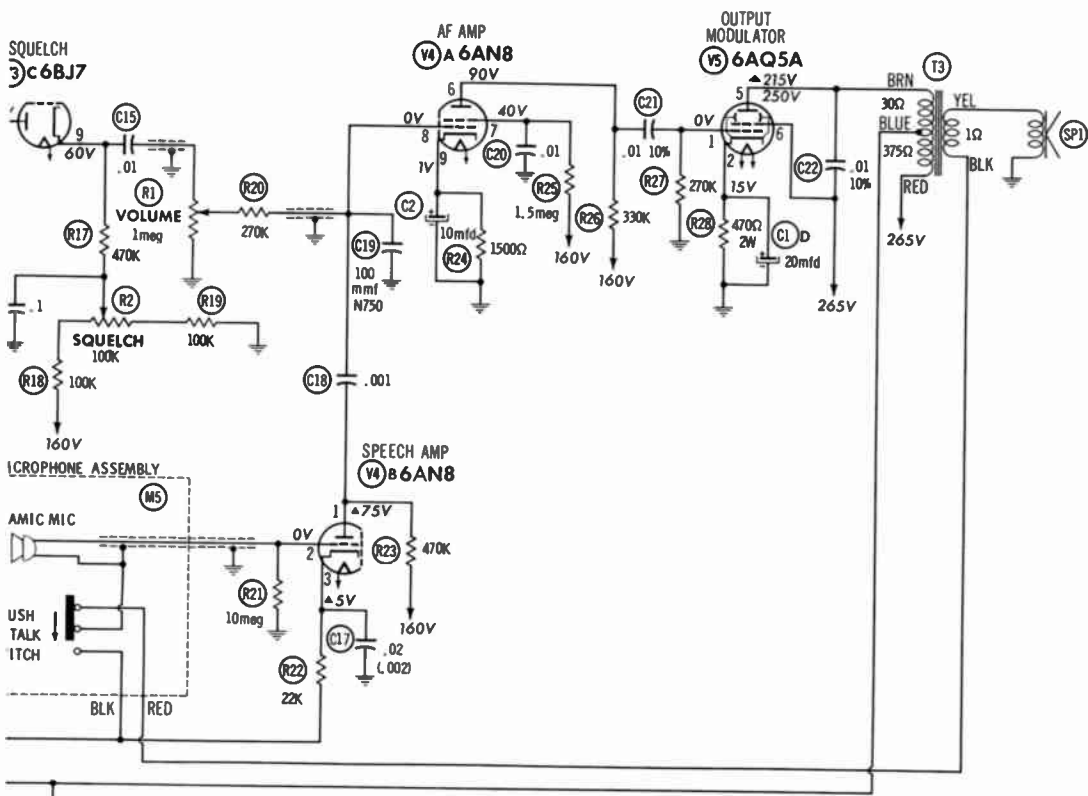 SQUELCH
3)C 6BJ7
9
60V
C15
.01
R1
VOLUME
1meg
R17
470K
.1
R2
SQUELCH
100K
R19
100K
R18
100K
160V
R20
270K
AF AMP
V4 A 6AN8
6
90V
0V
8
40V
7
9
1V
C20
.01
C2
10mfd
R24
1500Ω
C19
100
mmf
N750
R25
1.5meg
160V
R26
330K
160V
C21
.01 10%
OUTPUT
MODULATOR
V5 6AQ5A
▲215V
250V
5
0V
1
6
2
15V
R27
270K
R28
470Ω
2W
C1 D
20mfd
C22
.01
10%
265V
T3
BRN
30Ω
BLUE
375Ω
RED
265V
YEL
1Ω
BLK
SP1
C18
.001
SPEECH AMP
V4 B 6AN8
1
▲75V
0V
2
3
▲5V
R23
470K
160V
R21
10meg
C17
.02
(.002)
R22
22K
ICROPHONE ASSEMBLY
M5
AMIC MIC
USH
TALK
ITCH
BLK
RED